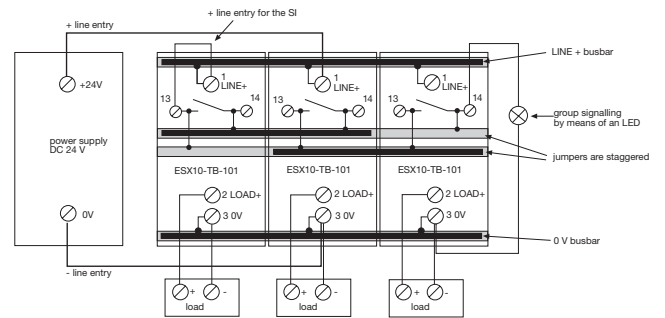 + line entry for the SI
+ line entry
LINE + busbar
+24V
1
LINE+
1
LINE+
1
LINE+
13
14
13
14
13
14
group signalling
by means of an LED
power supply
DC 24 V
jumpers are staggered
ESX10-TB-101
ESX10-TB-101
ESX10-TB-101
2 LOAD+
2 LOAD+
2 LOAD+
0V
3 0V
3 0V
3 0V
0 V busbar
- line entry
+ -
load
+ -
load
+ -
load